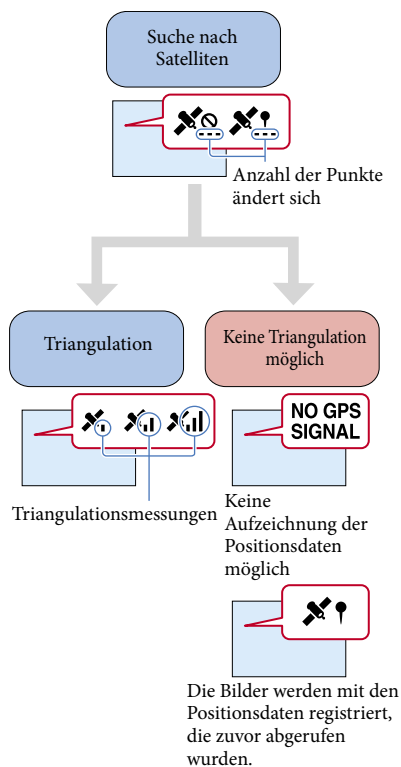 Suche nach
Satelliten
Anzahl der Punkte
ändert sich
Triangulation
Keine Triangulation
möglich
NO GPS
SIGNAL
Triangulationsmessungen
Keine
Aufzeichnung der
Positionsdaten
möglich
Die Bilder werden mit den
Positionsdaten registriert,
die zuvor abgerufen
wurden.